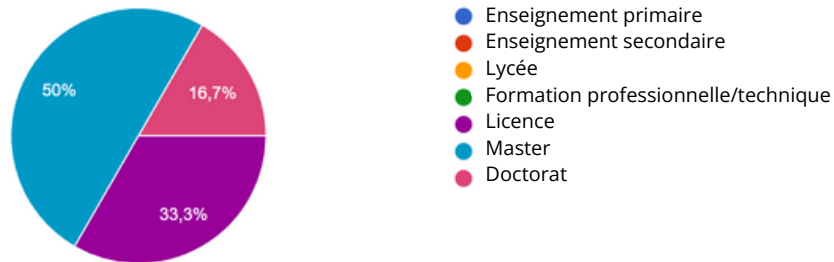 50%
16,7%
33,3%
Enseignement primaire
Enseignement secondaire
Lycée
Formation professionnelle/technique
Licence
Master
Doctorat